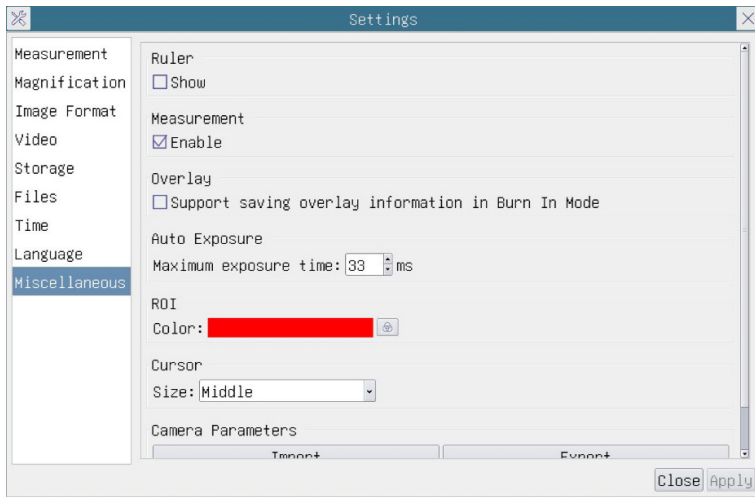 Settings
Measurement
Magnification
Image Format
Video
Storage
Files
Time
Language
Miscellaneous
Ruler
Show
Measurement
Enable
Overlay
Support saving overlay information in Burn In Mode
Auto Exposure
Maximum exposure time: 33 ms
ROI
Color:
Cursor
Size: Middle
Camera Parameters
Import Export
Close Apply